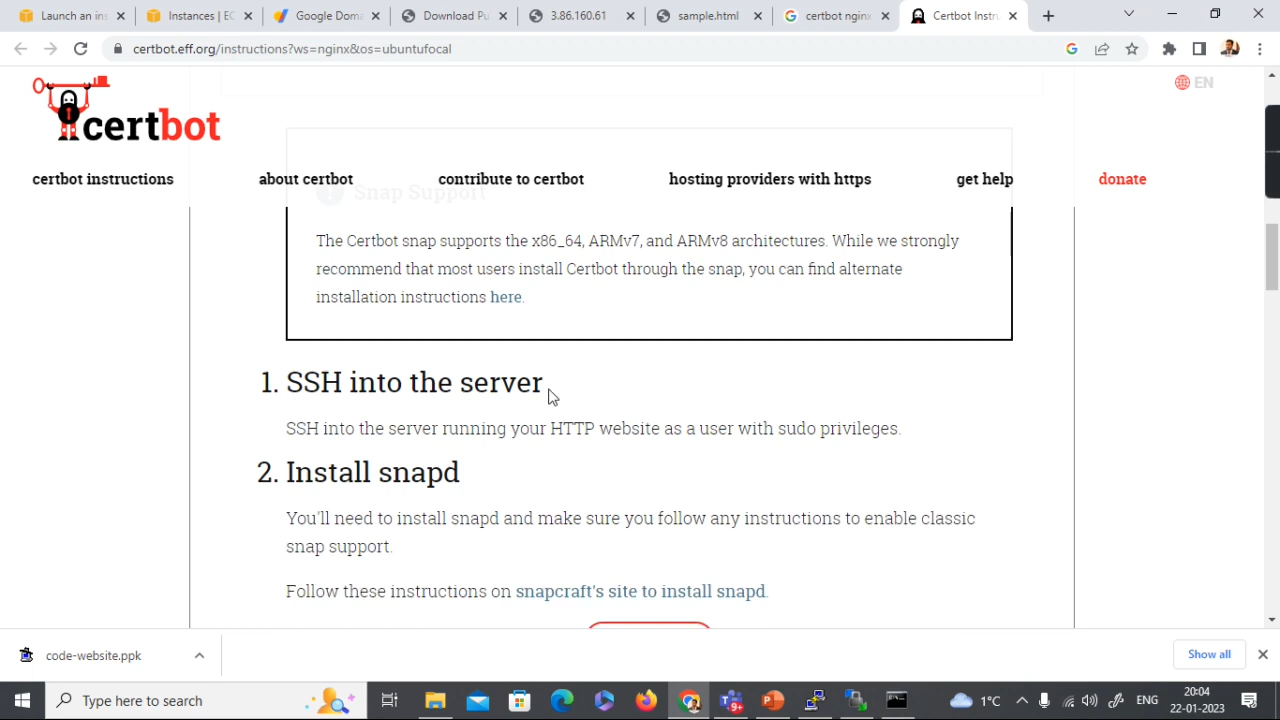 Launch an ins
Instances | EC
Google Doma
Download Pu
3.86.160.61
sample.html
certbot nginx
Certbot Instru
certbot.eff.org/instructions?ws=nginx&os=ubuntufocal
certbot
EN
certbot instructions
about certbot
contribute to certbot
hosting providers with https
get help
donate
Snap Support
The Certbot snap supports the x86_64, ARMv7, and ARMv8 architectures. While we strongly
recommend that most users install Certbot through the snap, you can find alternate
installation instructions here.
1. SSH into the server
SSH into the server running your HTTP website as a user with sudo privileges.
2. Install snapd
You'll need to install snapd and make sure you follow any instructions to enable classic
snap support.
Follow these instructions on snapcraft's site to install snapd.
code-website.ppk
Show all
Type here to search
1°C
ENG
20:04
22-01-2023